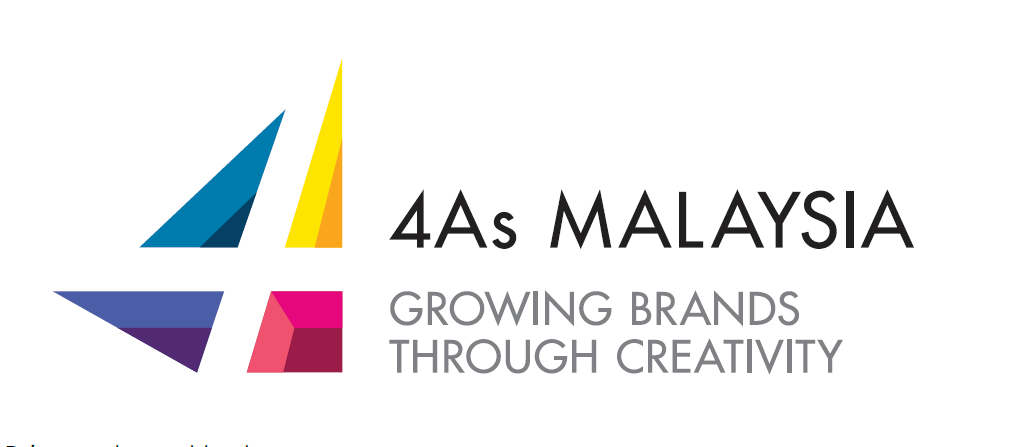 4As MALAYSIA
GROWING BRANDS
THROUGH CREATIVITY